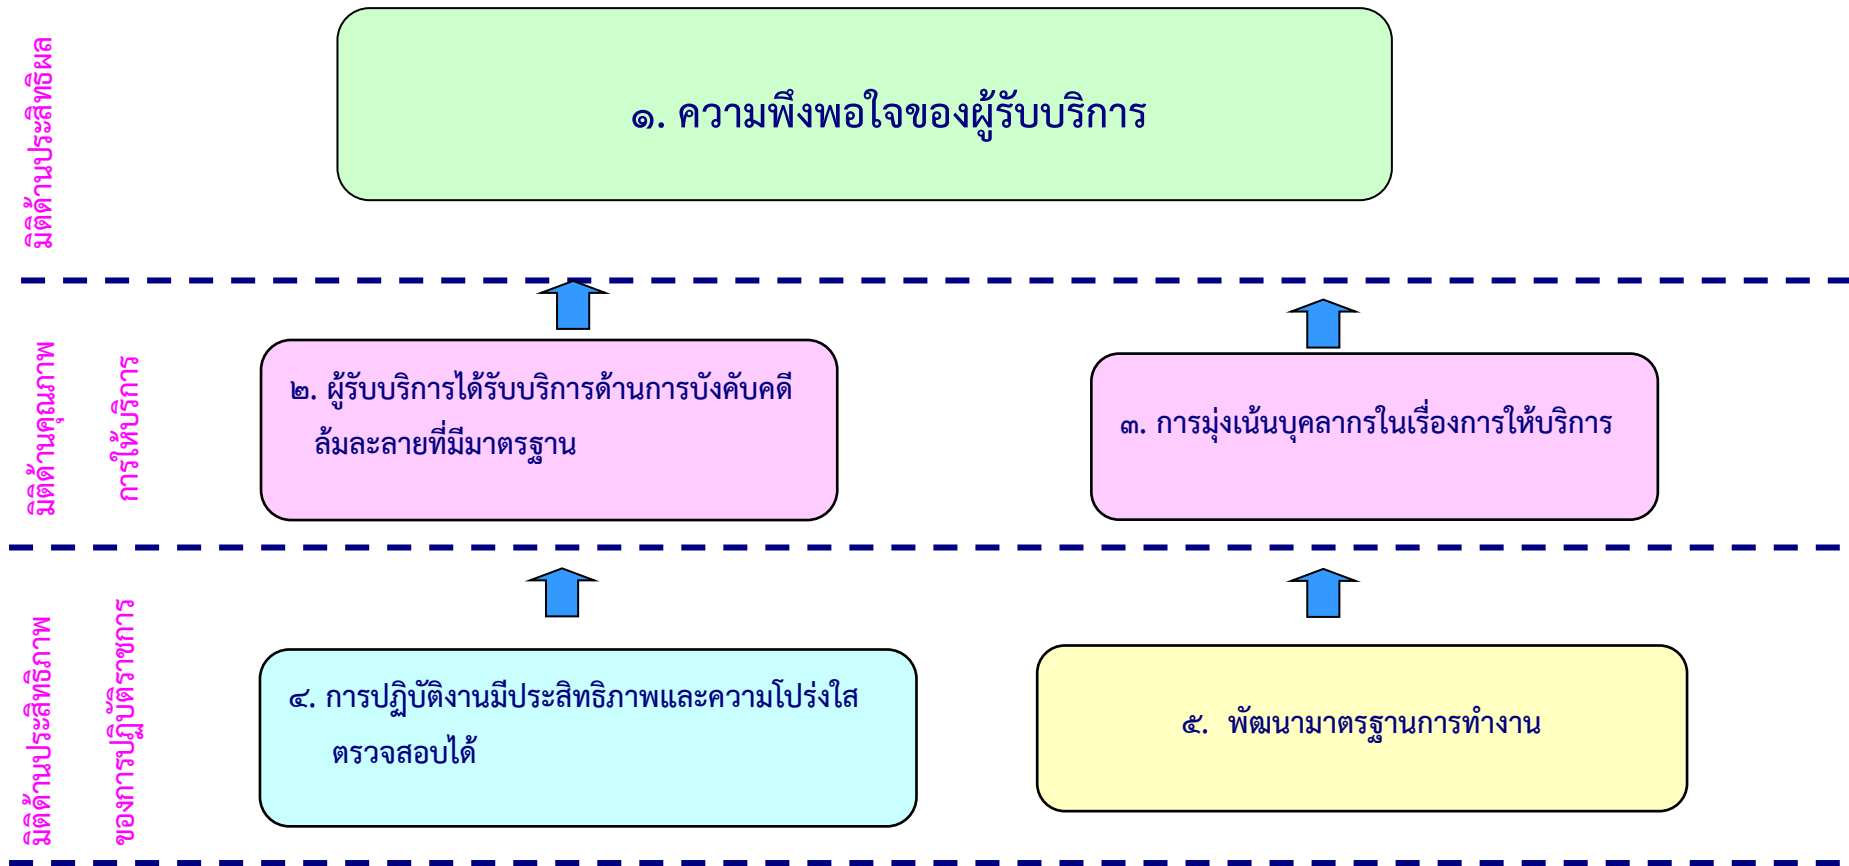 มิติด้านประสิทธิผล
๑. ความพึงพอใจของผู้รับบริการ
มิติด้านคุณภาพ
การให้บริการ
๒. ผู้รับบริการได้รับบริการด้านการบังคับคดี
ล้มละลายที่มีมาตรฐาน
๓. การมุ่งเน้นบุคลากรในเรื่องการให้บริการ
มิติด้านประสิทธิภาพ
ของการปฏิบัติราชการ
๔. การปฏิบัติงานมีประสิทธิภาพและความโปร่งใส
ตรวจสอบได้
๕. พัฒนามาตรฐานการทำงาน